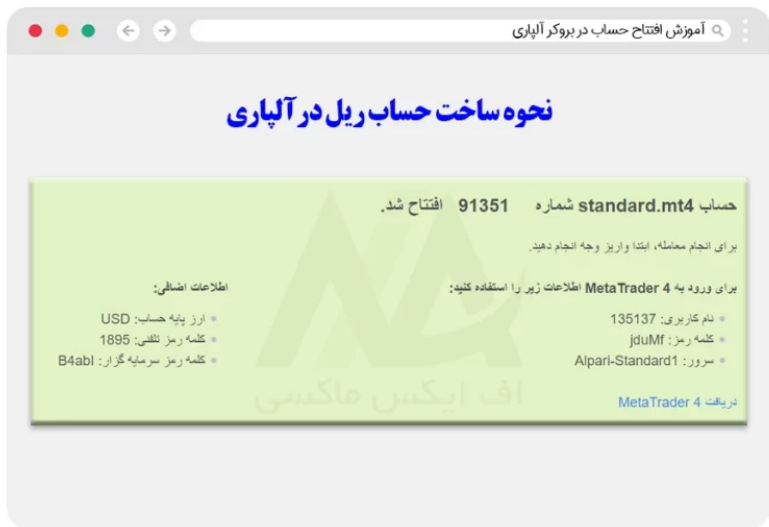 آموزش افتتاح حساب در بروکر آلپاری
نحوه ساخت حساب ریل در آلپاری
حساب standard.mt4 شماره 91351 افتتاح شد.
برای انجام معامله، ابتدا واریز وجه انجام دهید.
برای ورود به MetaTrader 4 اطلاعات زیر را استفاده کنید:
نام کاربری: 135137
کلمه رمز: jduMf
سرور: Alpari-Standard1
دریافت MetaTrader 4
اطلاعات اضافی:
ارز پایه حساب: USD
کلمه رمز تلفنی: 1895
کلمه رمز سرمایه گزار: B4abl
اف ایکس ماکسی